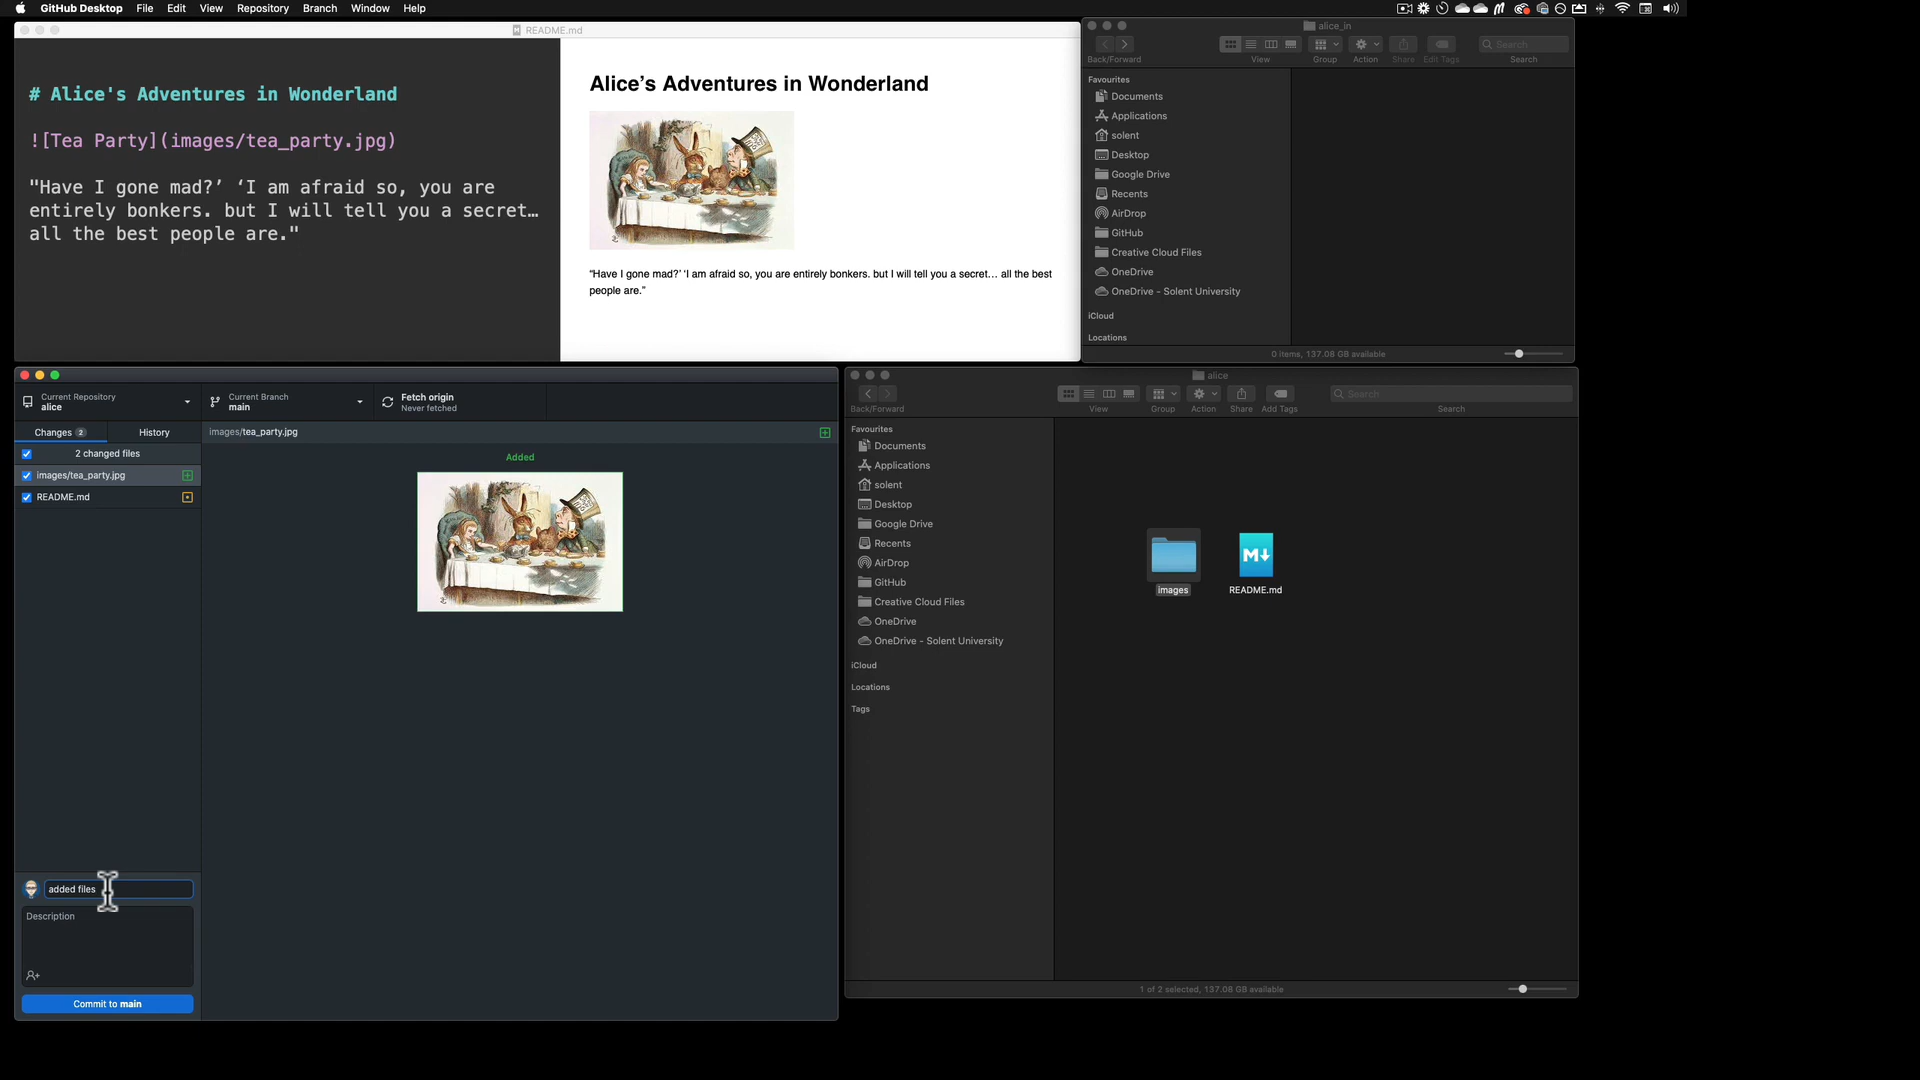 GitHub Desktop File Edit View Repository Branch Window Help
README.md
# Alice's Adventures in Wonderland
![Tea Party](images/tea_party.jpg)
"Have I gone mad?’ ‘I am afraid so, you are
entirely bonkers. but I will tell you a secret…
all the best people are."
Alice’s Adventures in Wonderland
“Have I gone mad?’ ‘I am afraid so, you are entirely bonkers. but I will tell you a secret… all the best
people are.”
alice_in
Search
Back/Forward View Group Action Share Edit Tags Search
Favourites
Documents
Applications
solent
Desktop
Google Drive
Recents
AirDrop
GitHub
Creative Cloud Files
OneDrive
OneDrive - Solent University
iCloud
Locations
0 items, 137.08 GB available
Current Repository
alice
Current Branch
main
Fetch origin
Never fetched
Changes 2 History
2 changed files
images/tea_party.jpg
README.md
images/tea_party.jpg
Added
added files
Description
Commit to main
alice
Search
Back/Forward View Group Action Share Add Tags Search
Favourites
Documents
Applications
solent
Desktop
Google Drive
Recents
AirDrop
GitHub
Creative Cloud Files
OneDrive
OneDrive - Solent University
iCloud
Locations
Tags
M
images
README.md
1 of 2 selected, 137.08 GB available